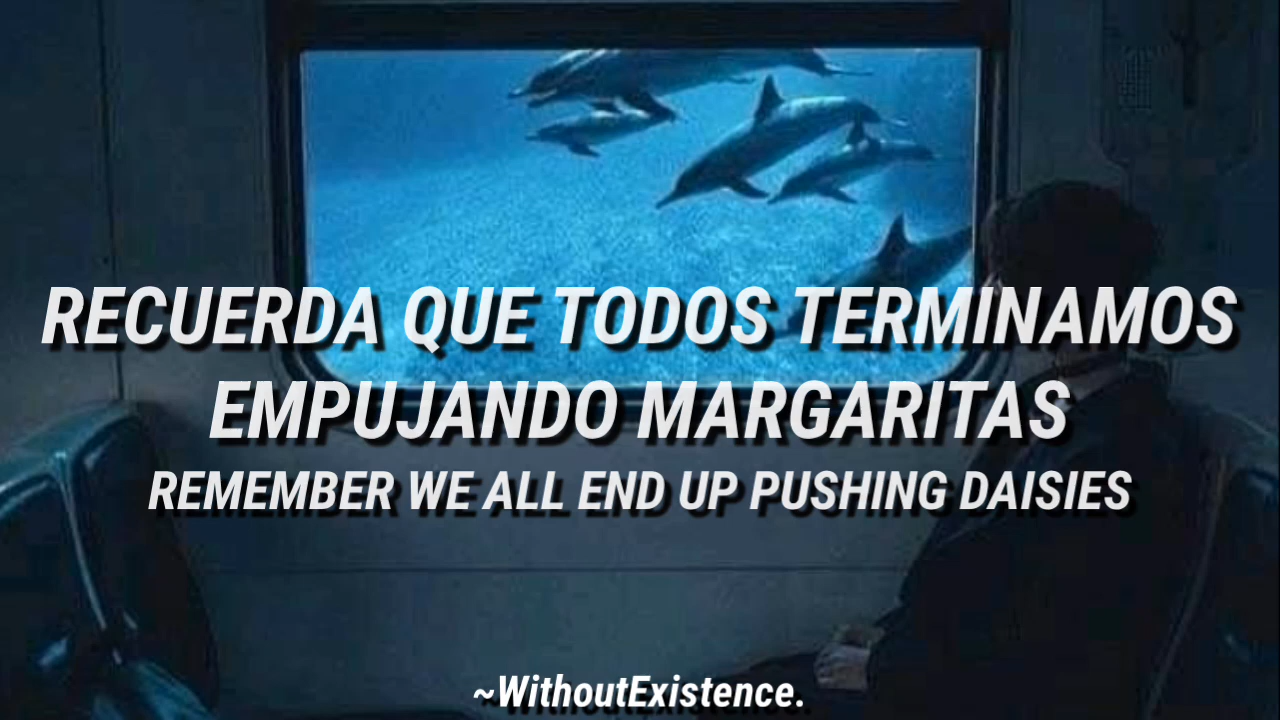 RECUERDA QUE TODOS TERMINAMOS
EMPUJANDO MARGARITAS
REMEMBER WE ALL END UP PUSHING DAISIES
~WithoutExistence.